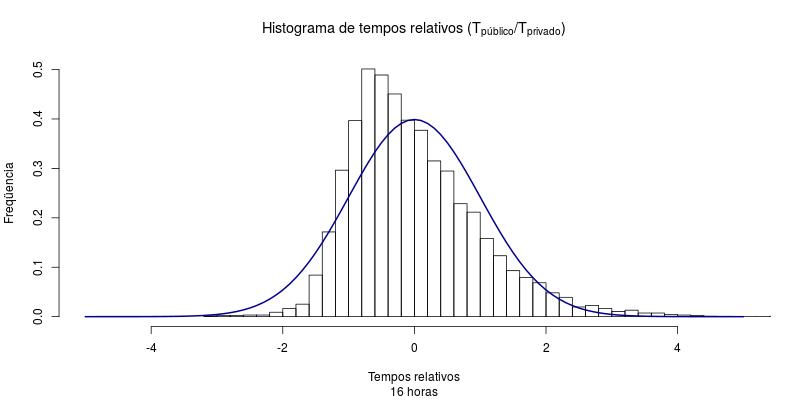 Histograma de tempos relativos (Tpúblico/Tprivado)
Freqüencia
0.5
0.4
0.3
0.2
0.1
0.0
-4 -2 0 2 4
Tempos relativos
16 horas